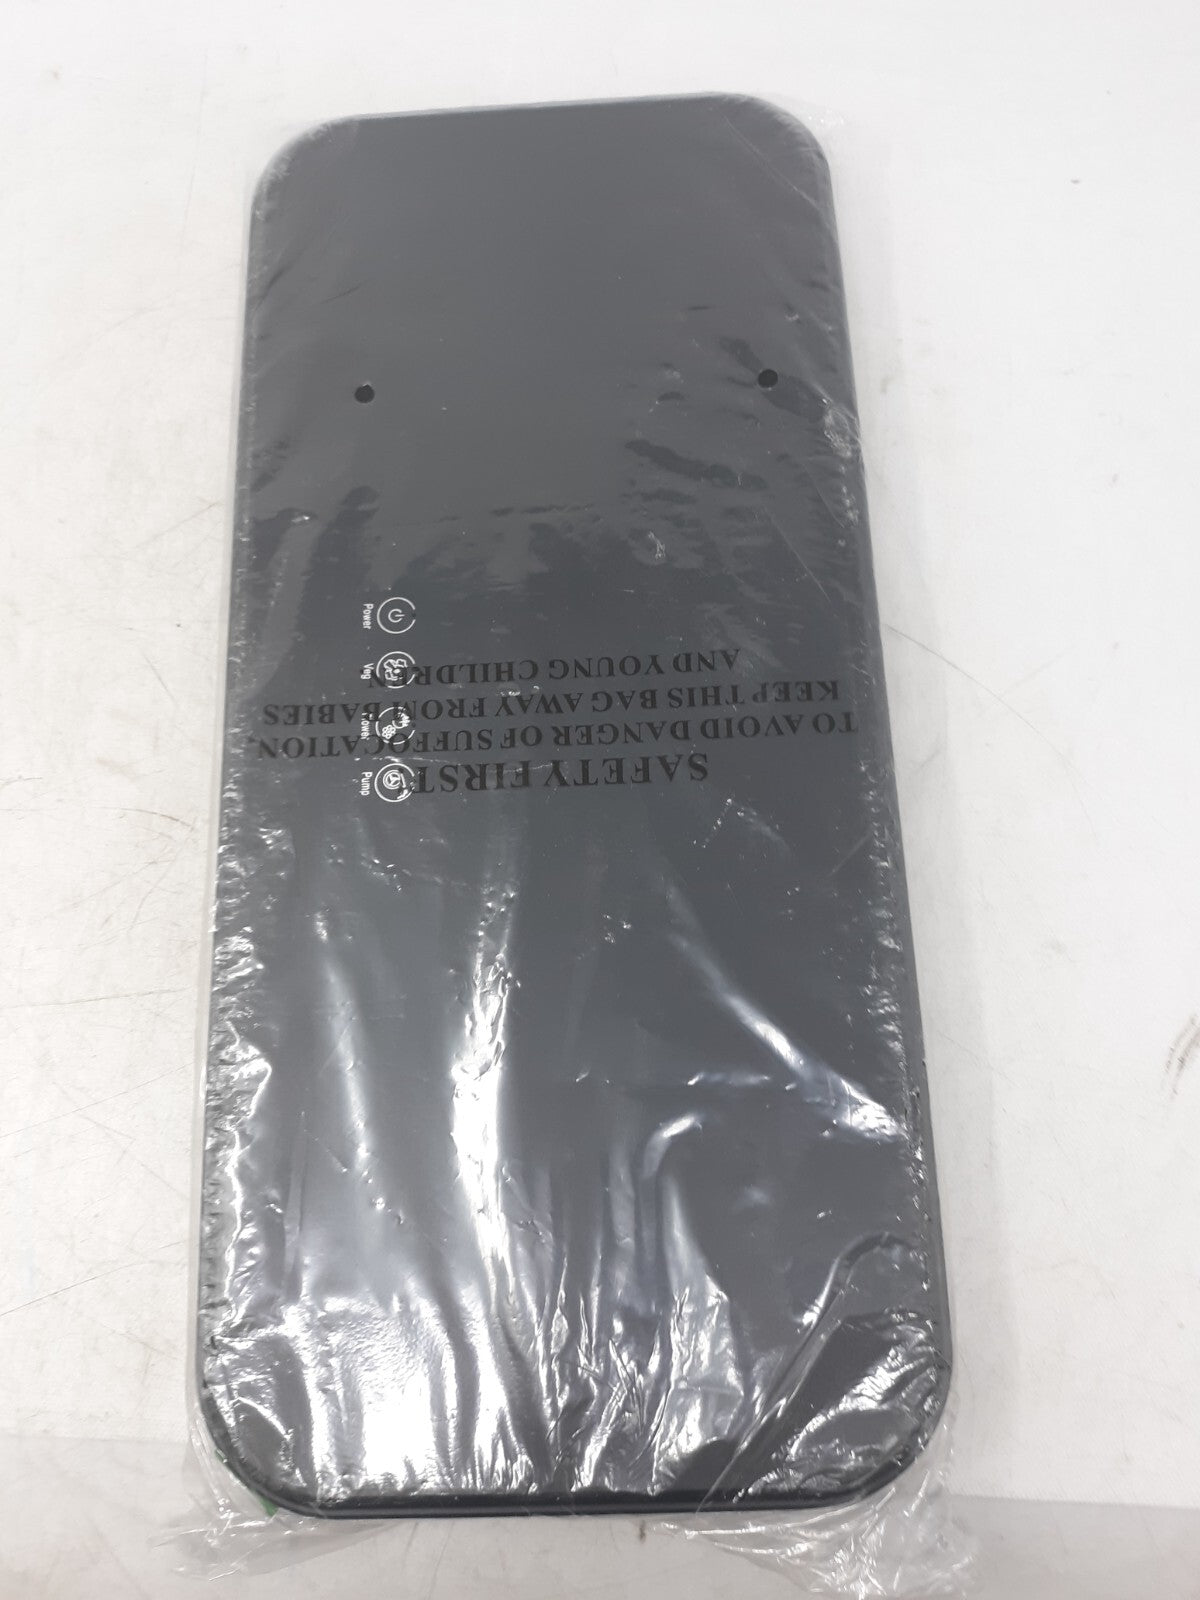 SAFETY FIRST
TO AVOID DANGER OF SUFFOCATION,
KEEP THIS BAG AWAY FROM BABIES
AND YOUNG CHILDREN
Power
Veg
Flower
Pump